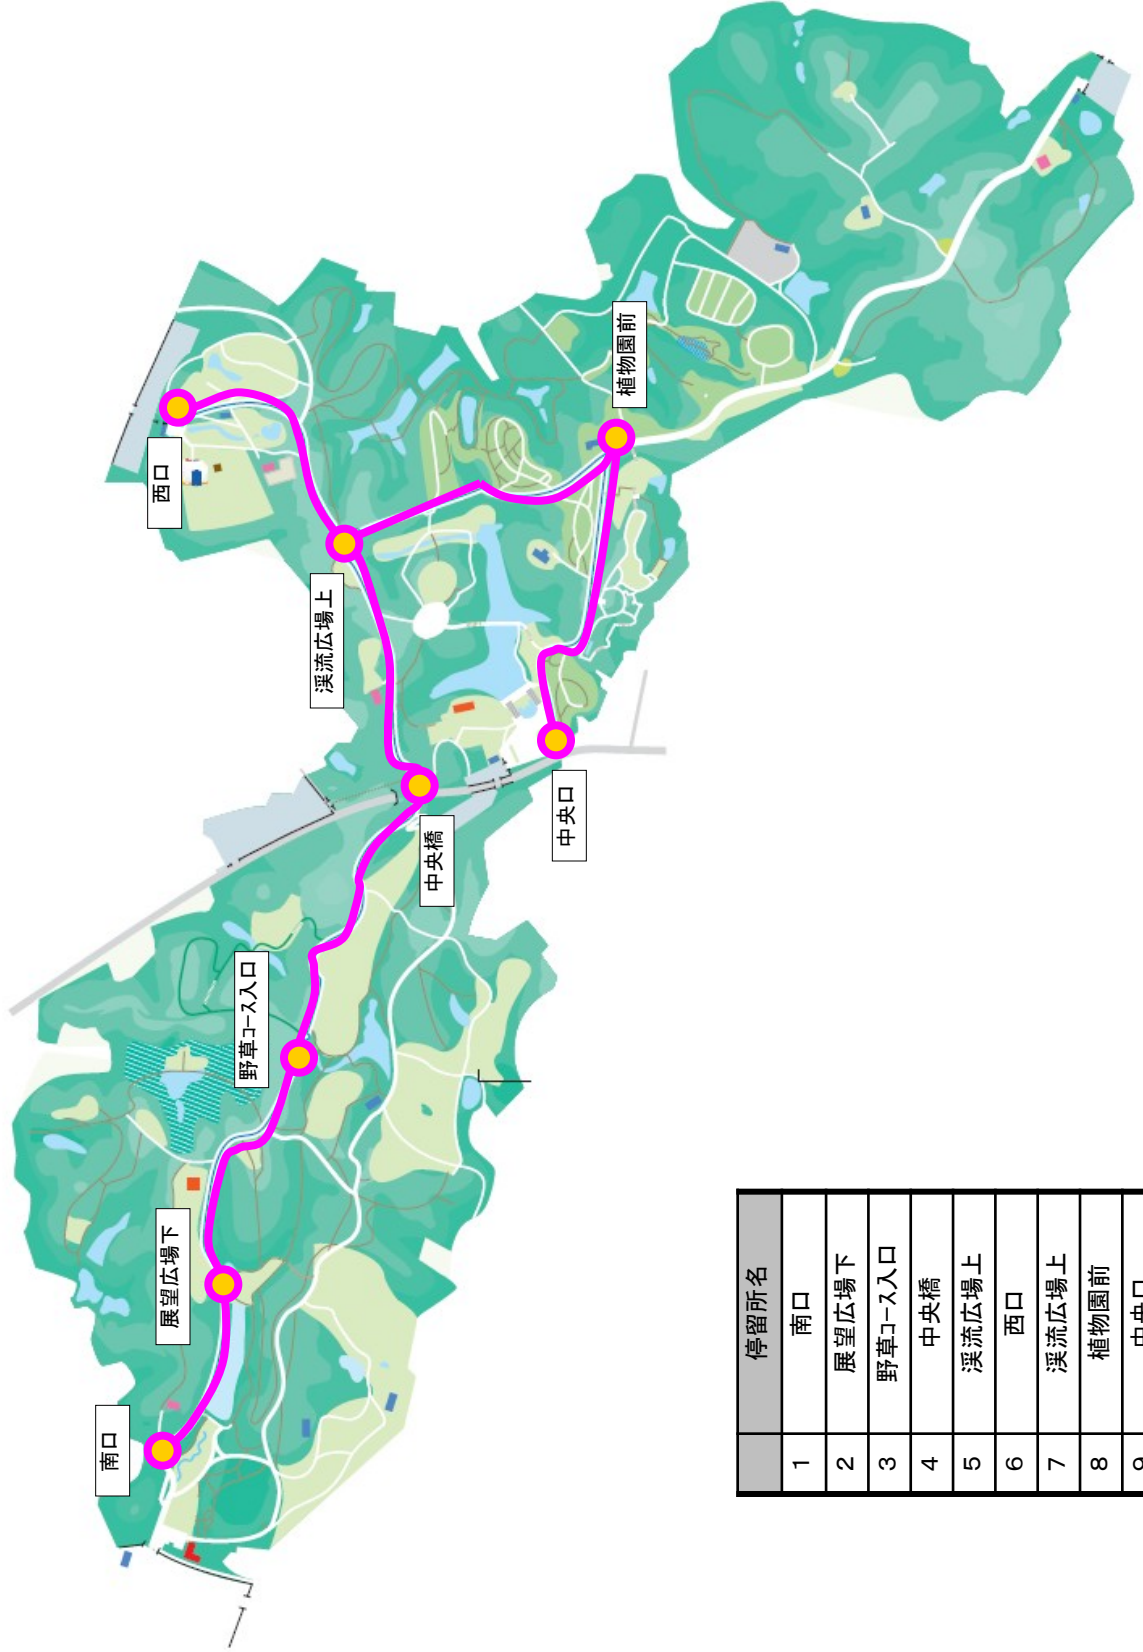 西口
渓流広場上
植物園前
中央橋
中央口
野草ｺｰｽ入口
展望広場下
南口
停留所名
1 南口
2 展望広場下
3 野草ｺｰｽ入口
4 中央橋
5 渓流広場上
6 西口
7 渓流広場上
8 植物園前
9 中央口